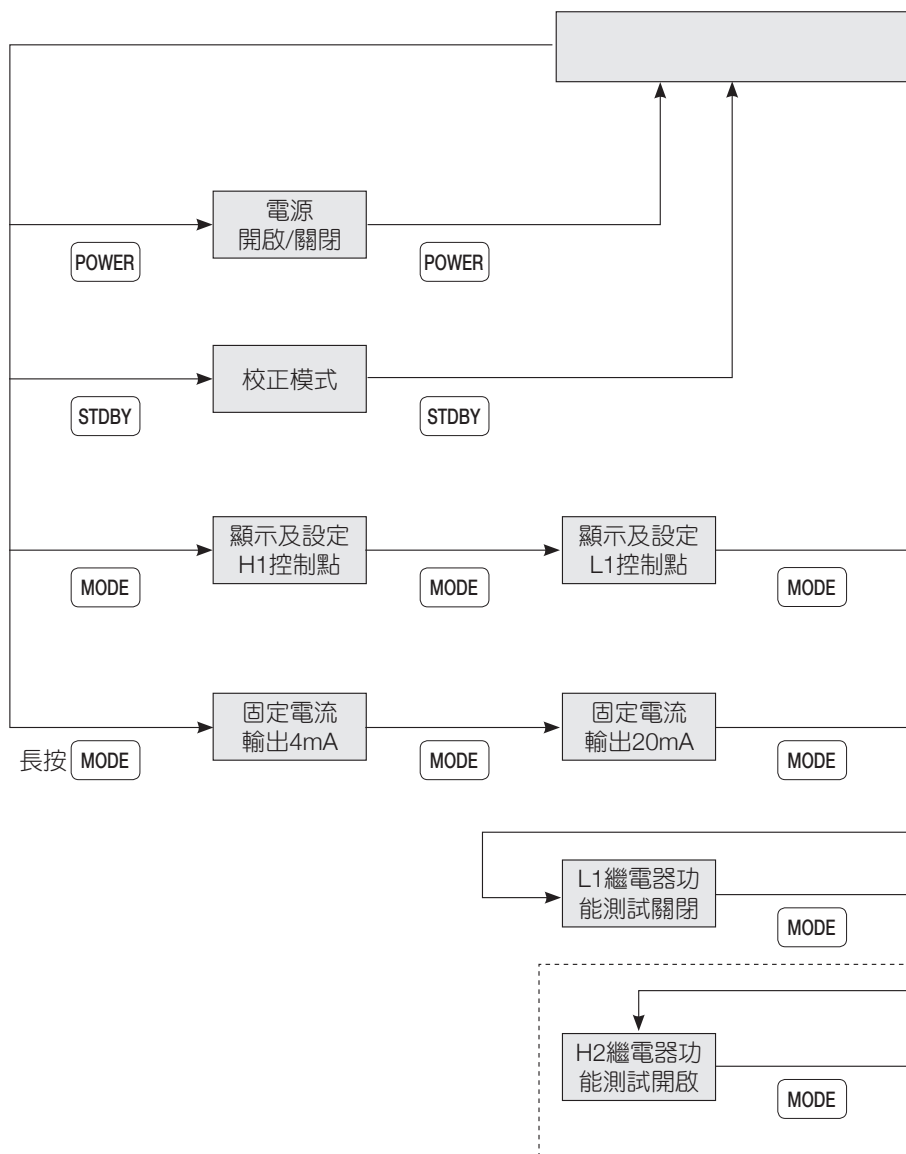 電源
開啟/關閉
POWER
POWER
校正模式
STDBY
STDBY
顯示及設定
H1控制點
顯示及設定
L1控制點
MODE
MODE
MODE
固定電流
輸出4mA
固定電流
輸出20mA
長按 MODE
MODE
MODE
L1繼電器功
能測試關閉
MODE
H2繼電器功
能測試開啟
MODE